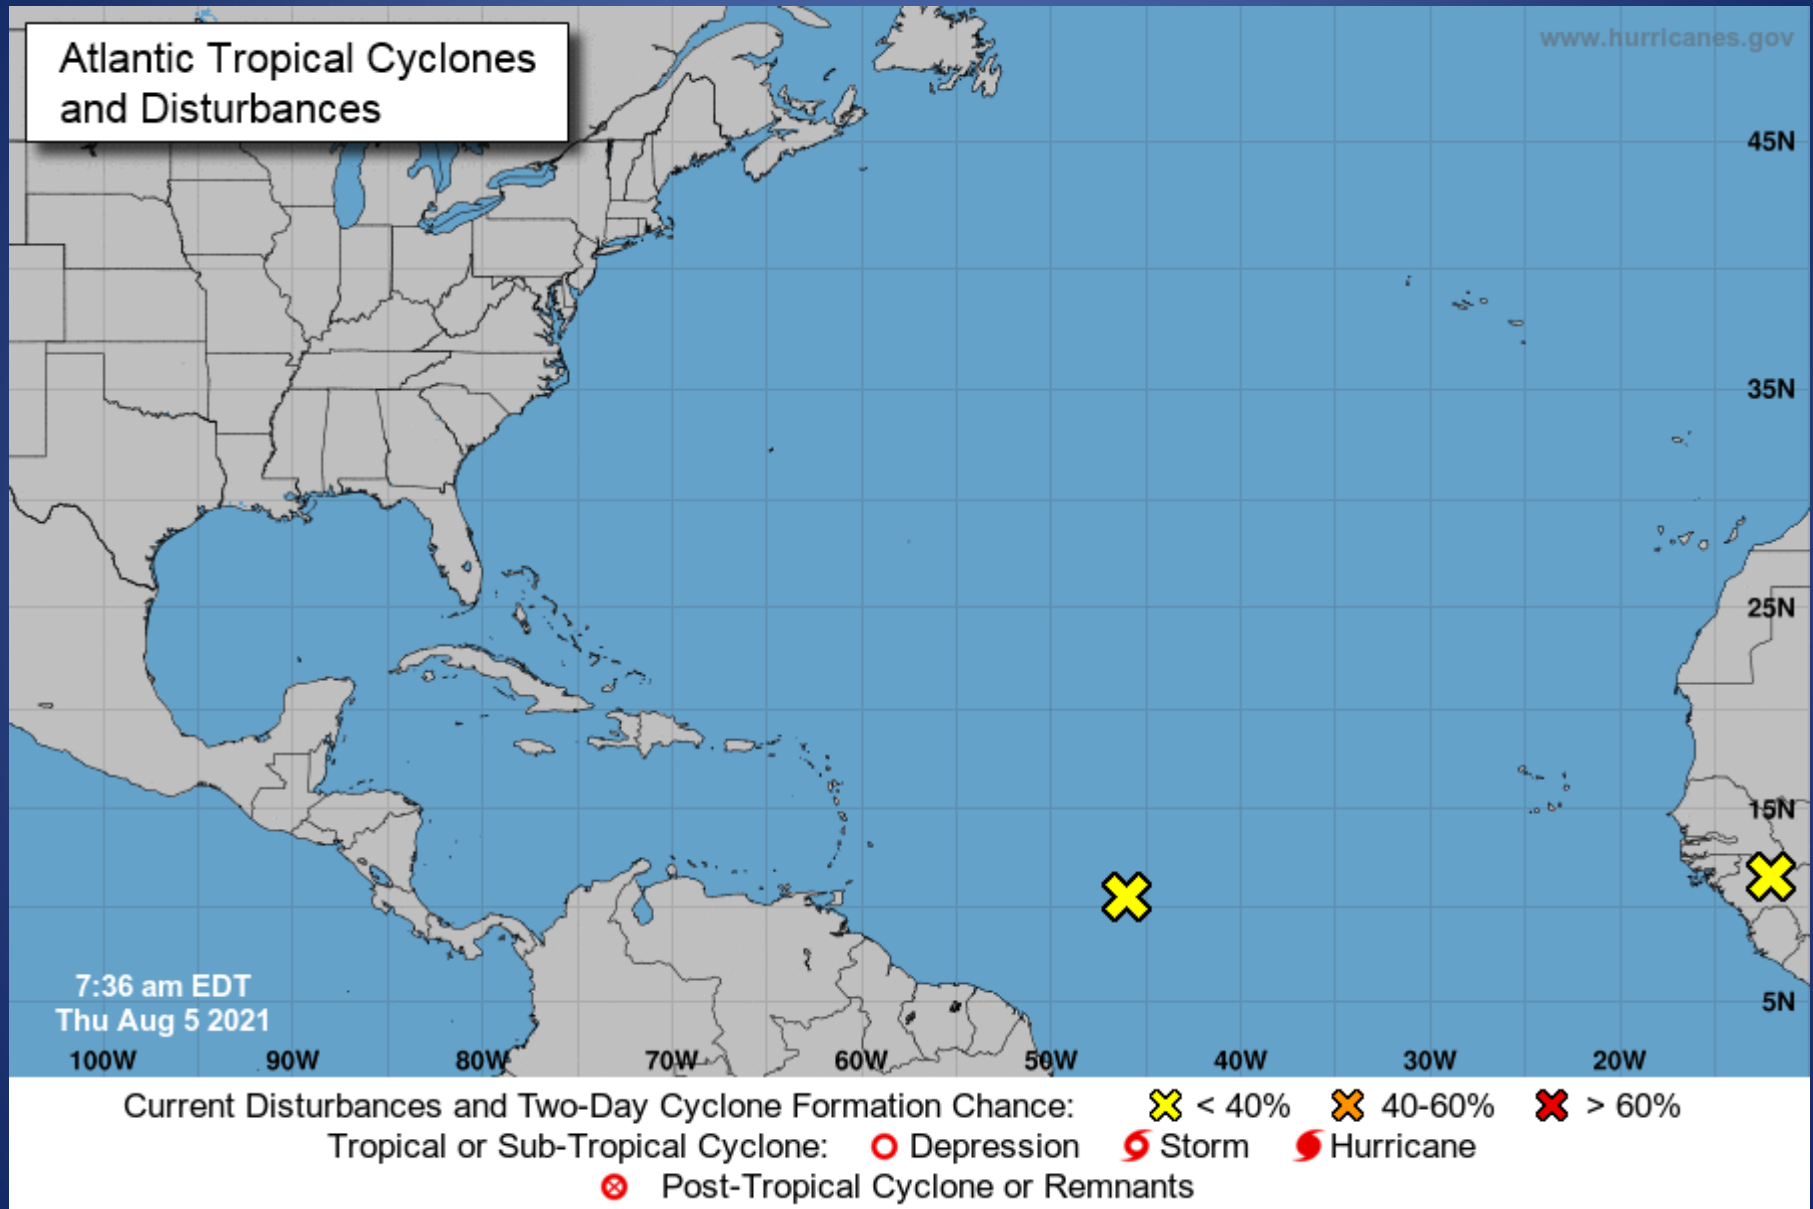 Atlantic Tropical Cyclones
and Disturbances
www.hurricanes.gov
45N
35N
25N
15N
5N
7:36 am EDT
Thu Aug 5 2021
100W 90W 80W 70W 60W 50W 40W 30W 20W
Current Disturbances and Two-Day Cyclone Formation Chance: < 40% 40-60% > 60%
Tropical or Sub-Tropical Cyclone: Depression Storm Hurricane
Post-Tropical Cyclone or Remnants